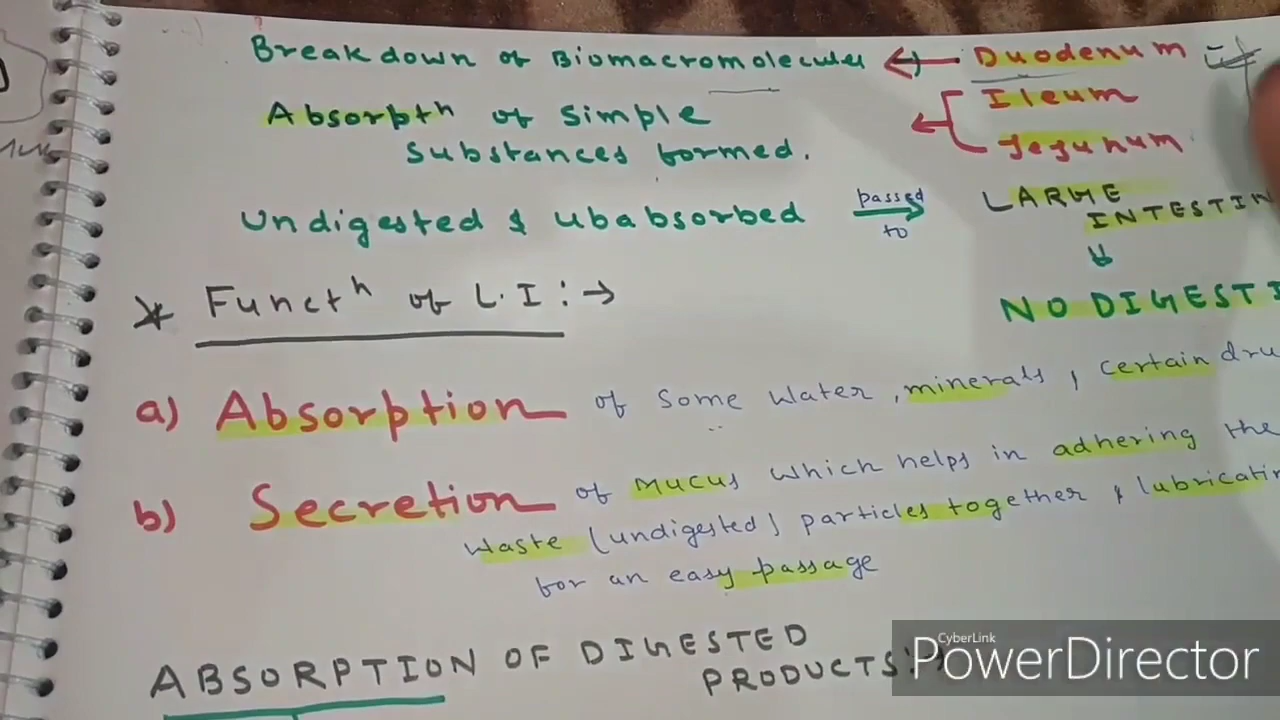 Breakdown of Biomacromolecules ← Duodenum
Absorptn of simple Ileum
substances formed. Jejunum
Undigested & ubabsorbed passed to LARGE
INTESTIN
NO DIGESTI
* Functn of L.I :→
a) Absorption of some water, minerals, certain dru
b) Secretion of Mucus which helps in adhering the
waste (undigested) particles together & lubricatin
for an easy passage
ABSORPTION OF DIGESTED
PRODUCTS:
CyberLink
PowerDirector